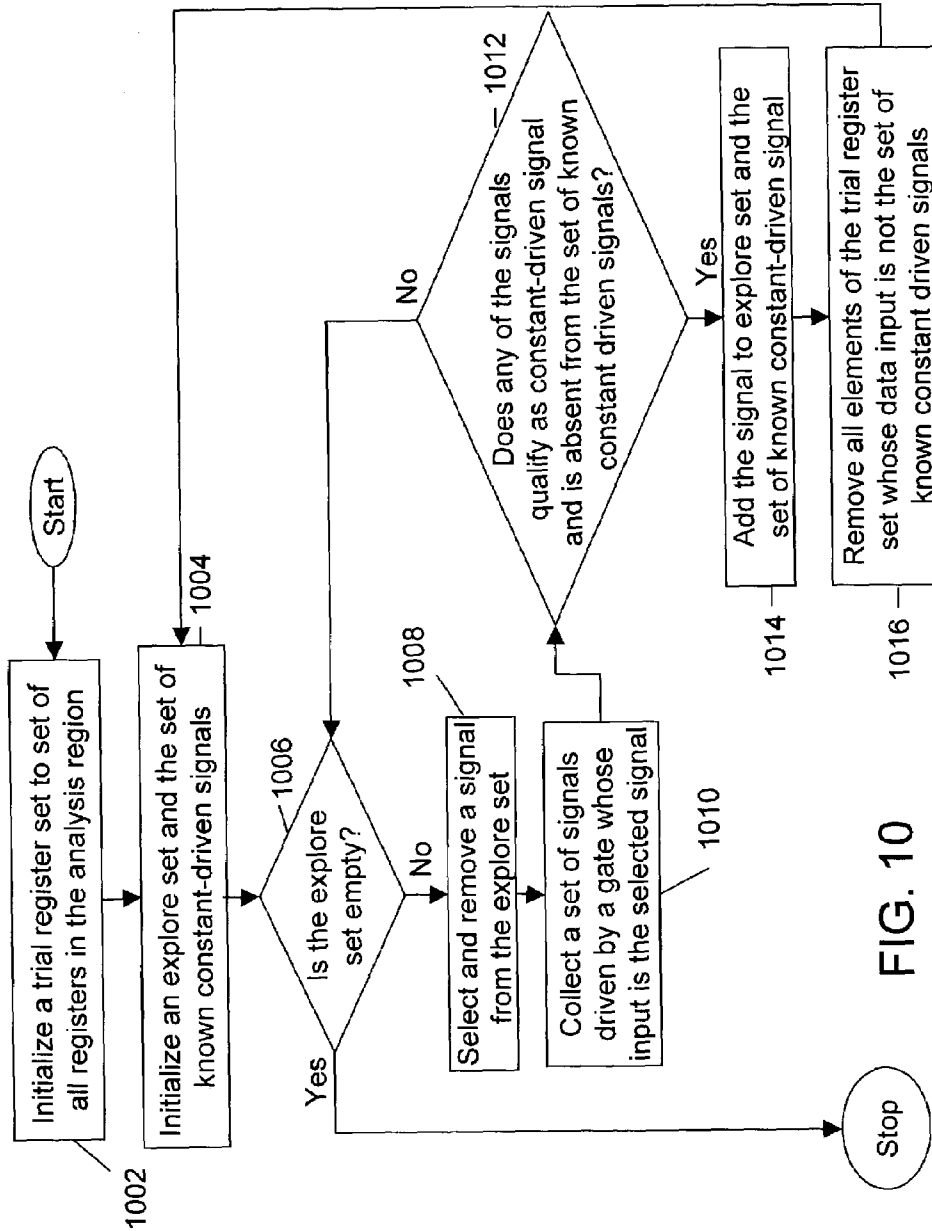 Start
Initialize a trial register set to set of
all registers in the analysis region
1002
Initialize an explore set and the set of
known constant-driven signals
1004
Is the explore
set empty?
1006
Yes
No
Stop
Select and remove a signal
from the explore set
1008
Collect a set of signals
driven by a gate whose
input is the selected signal
1010
Does any of the signals
qualify as constant-driven signal
and is absent from the set of known
constant driven signals?
1012
No
Yes
Add the signal to explore set and the
set of known constant-driven signal
1014
Remove all elements of the trial register
set whose data input is not the set of
known constant driven signals
1016
FIG. 10